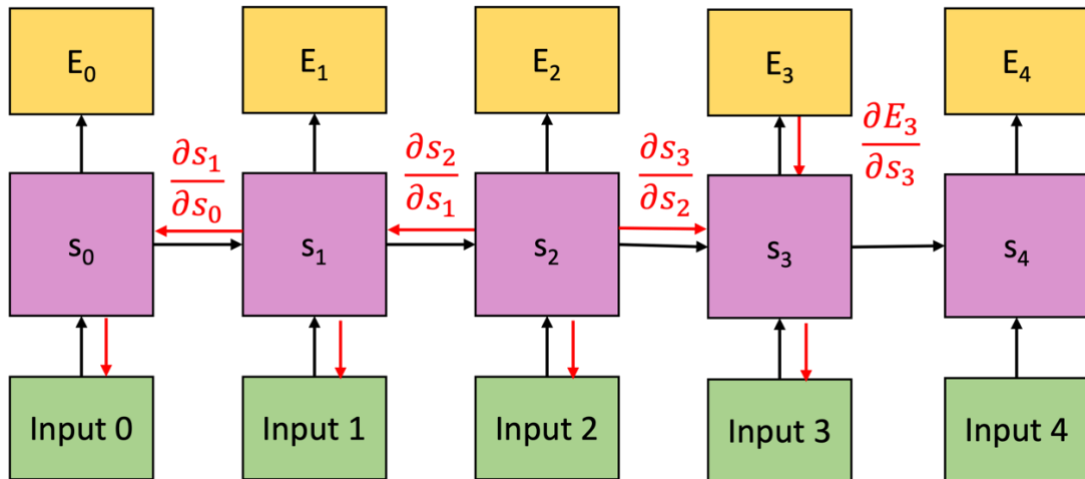 E₀ E₁ E₂ E₃ E₄
∂s₁/∂s₀ ∂s₂/∂s₁ ∂s₃/∂s₂ ∂E₃/∂s₃
s₀ s₁ s₂ s₃ s₄
Input 0 Input 1 Input 2 Input 3 Input 4